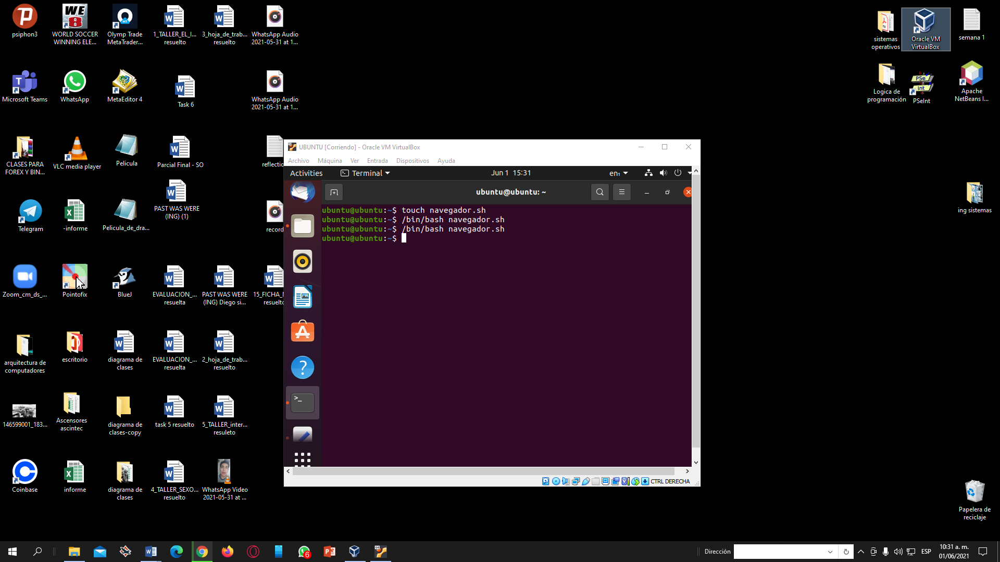 psiphon3
WORLD SOCCER
WINNING ELE...
Olymp Trade
MetaTrader...
1_TALLER_EL_I...
resuelto
3_hoja_de_trab...
resuelto
WhatsApp Audio
2021-05-31 at 1...
sistemas
operativos
Oracle VM
VirtualBox
semana 1
Microsoft Teams
WhatsApp
MetaEditor 4
Task 6
WhatsApp Audio
2021-05-31 at 1...
Logica de
programación
PSeInt
Apache
NetBeans I...
CLASES PARA
FOREX Y BIN...
VLC media player
Pelicula
Parcial Final - SO
reflectio
PAST WAS WERE
(ING) (1)
Telegram
-informe
Pelicula_de_dra...
record
ing sistemas
Zoom_cm_ds_...
Pointofix
BlueJ
EVALUACION_...
resuelta
PAST WAS WERE
(ING) Diego si...
15_FICHA_
resuelto
arquitectura de
computadores
escritorio
diagrama de
clases
EVALUACION_...
resuelta
2_hoja_de_trab...
resuelto
146599001_183...
Ascensores
ascintec
diagrama de
clases-copy
task 5 resuelto
5_TALLER_inter...
resuleto
Coinbase
informe
diagrama de
clases
4_TALLER_SEXO...
resuelto
WhatsApp Video
2021-05-31 at ...
Papelera de
reciclaje
UBUNTU [Corriendo] - Oracle VM VirtualBox
Archivo Máquina Ver Entrada Dispositivos Ayuda
Activities Terminal Jun 1 15:31 en₁
ubuntu@ubuntu: ~
ubuntu@ubuntu:~$ touch navegador.sh
ubuntu@ubuntu:~$ /bin/bash navegador.sh
ubuntu@ubuntu:~$ /bin/bash navegador.sh
ubuntu@ubuntu:~$
CTRL DERECHA
6
Dirección
ESP
10:31 a. m.
01/06/2021